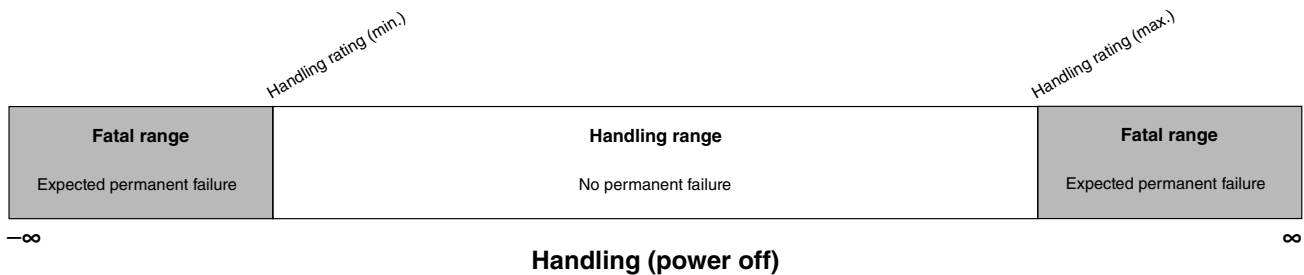 Handling rating (min.)
Handling rating (max.)
Fatal range
Handling range
Fatal range
Expected permanent failure
No permanent failure
Expected permanent failure
–∞
∞
Handling (power off)